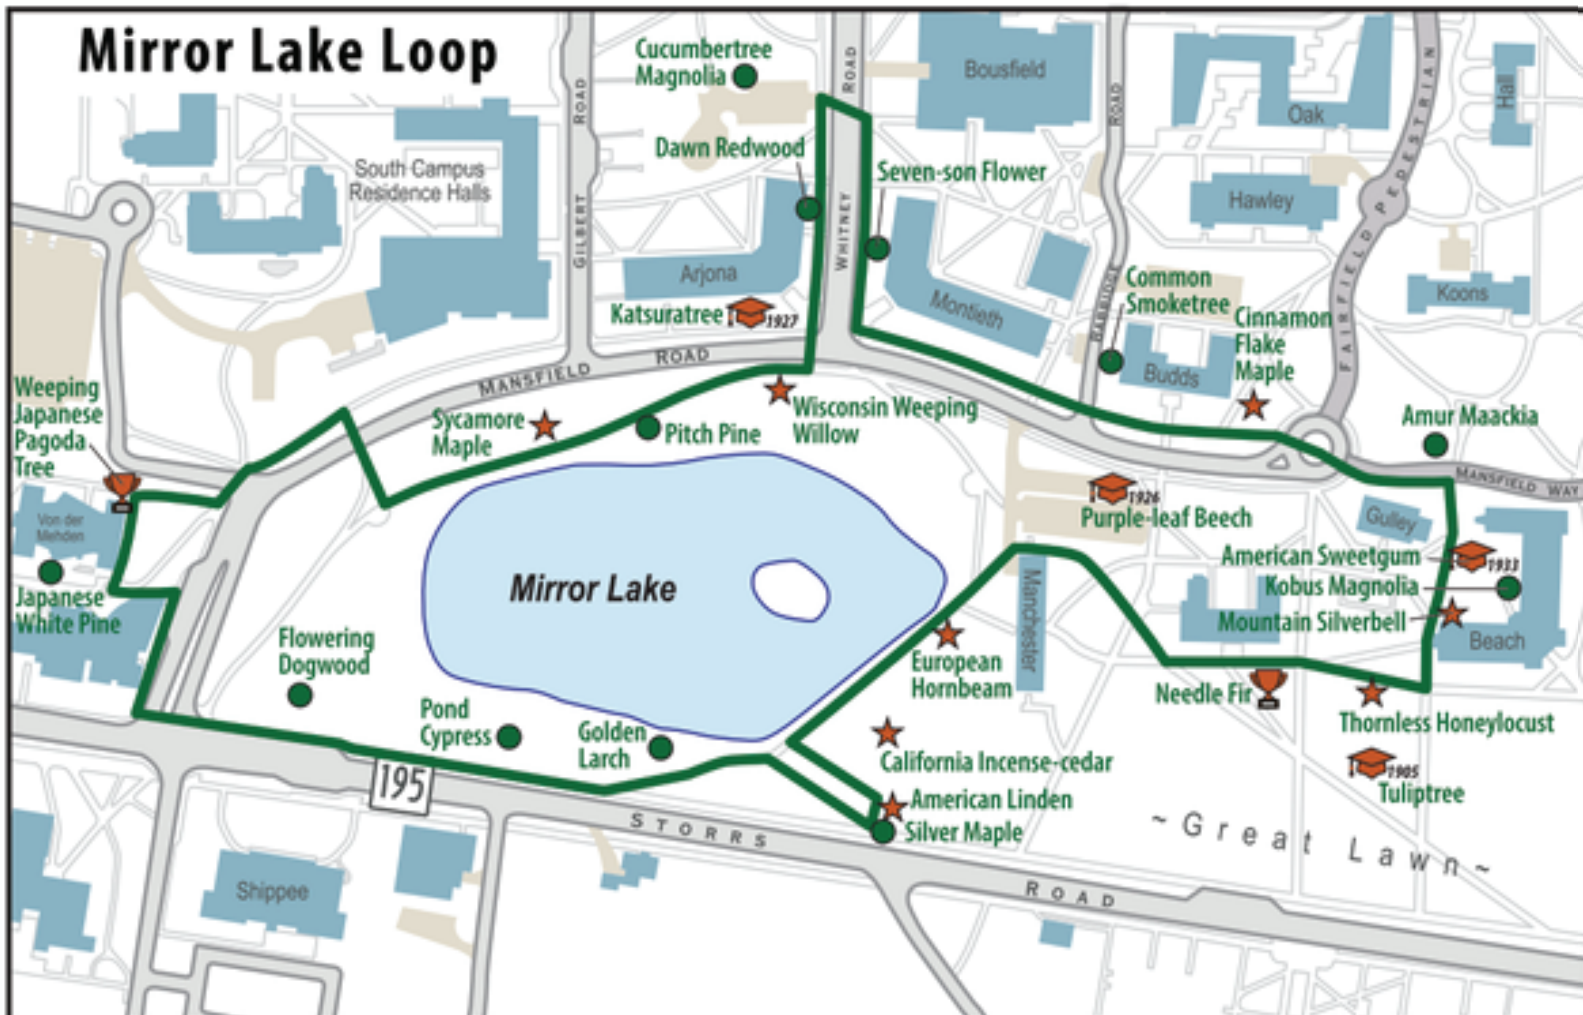 Mirror Lake Loop
Cucumbertree
Magnolia
ROAD
ROAD
ROAD
Bousfield
Oak
Hall
FAIRFIELD PEDESTRIAN
South Campus
Residence Halls
GILBERT
Dawn Redwood
Seven-son Flower
WHITNEY
Hawley
Arjona
Montieth
BABBIDGE
Common
Smoketree
Koons
Katsuratree
1927
Cinnamon
Flake
Maple
Budds
MANSFIELD ROAD
Weeping
Japanese
Pagoda
Tree
Sycamore
Maple
Pitch Pine
Wisconsin Weeping
Willow
Amur Maackia
MANSFIELD WAY
1926
Purple-leaf Beech
Gulley
Von der
Mehden
American Sweetgum
1933
Kobus Magnolia
Mountain Silverbell
Beach
Mirror Lake
Manchester
Japanese
White Pine
Flowering
Dogwood
European
Hornbeam
Needle Fir
Thornless Honeylocust
Pond
Cypress
Golden
Larch
California Incense-cedar
1905
Tuliptree
195
American Linden
Silver Maple
~Great Lawn~
STORRS ROAD
Shippee